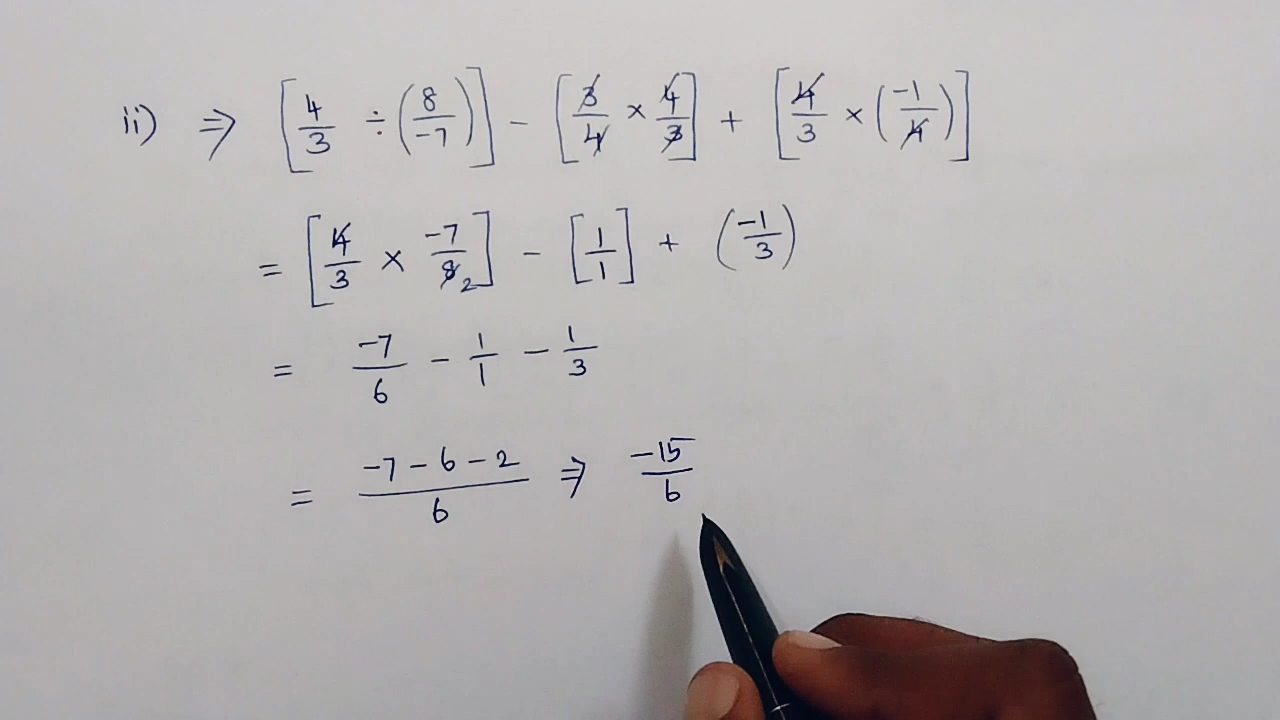 ii) ⇒ [4/3 ÷ (8/-7)] - [3/4 × 4/3] + [4/3 × (-1/4)]
= [4/3 × -7/8 2] - [1/1] + (-1/3)
= -7/6 - 1/1 - 1/3
= -7-6-2/6 ⇒ -15/6